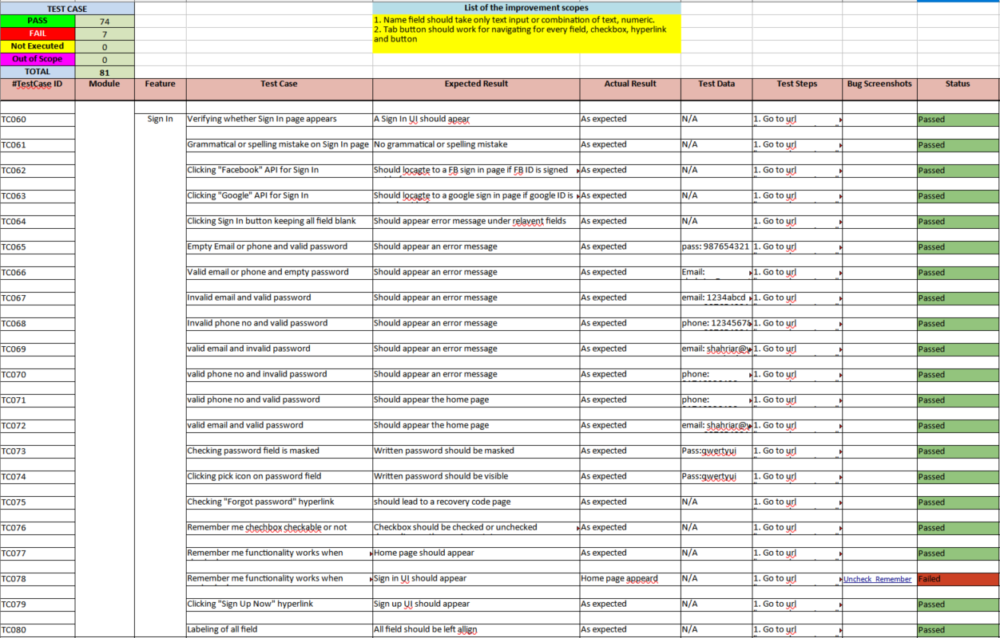 TEST CASE List of the improvement scopes
PASS 74 1. Name field should take only text input or combination of text, numeric.
FAIL 7 2. Tab button should work for navigating for every field, checkbox, hyperlink
Not Executed 0 and button
Out of Scope 0
TOTAL 81
#TestCase ID Module Feature Test Case Expected Result Actual Result Test Data Test Steps Bug Screenshots Status
TC060 Sign In Verifying whether Sign In page appears A Sign In UI should apear As expected N/A 1. Go to url Passed
TC061 Grammatical or spelling mistake on Sign In page No grammatical or spelling mistake As expected N/A 1. Go to url Passed
TC062 Clicking "Facebook" API for Sign In Should locagte to a FB sign in page if FB ID is signed As expected N/A 1. Go to url Passed
TC063 Clicking "Google" API for Sign In Should locagte to a google sign in page if google ID is As expected N/A 1. Go to url Passed
TC064 Clicking Sign In button keeping all field blank Should appear error message under relavent fields As expected N/A 1. Go to url Passed
TC065 Empty Email or phone and valid password Should appear an error message As expected pass: 987654321 1. Go to url Passed
TC066 Valid email or phone and empty password Should appear an error message As expected Email: 1. Go to url Passed
TC067 Invalid email and valid password Should appear an error message As expected email: 1234abcd 1. Go to url Passed
TC068 Invalid phone no and valid password Should appear an error message As expected phone: 1234567 1. Go to url Passed
TC069 valid email and invalid password Should appear an error message As expected email: shahriar@ 1. Go to url Passed
TC070 valid phone no and invalid password Should appear an error message As expected phone: 1. Go to url Passed
TC071 valid phone no and valid password Should appear the home page As expected phone: 1. Go to url Passed
TC072 valid email and valid password Should appear the home page As expected email: shahriar@ 1. Go to url Passed
TC073 Checking password field is masked Written password should be masked As expected Pass:qwertyui 1. Go to url Passed
TC074 Clicking pick icon on password field Written password should be visible As expected Pass:qwertyui 1. Go to url Passed
TC075 Checking "Forgot password" hyperlink should lead to a recovery code page As expected N/A 1. Go to url Passed
TC076 Remember me chechbox checkable or not Checkbox should be checked or unchecked As expected N/A 1. Go to url Passed
TC077 Remember me functionality works when Home page should appear As expected N/A 1. Go to url Passed
TC078 Remember me functionality works when Sign in UI should appear Home page appeard N/A 1. Go to url Uncheck_Remember Failed
TC079 Clicking "Sign Up Now" hyperlink Sign up UI should appear As expected N/A 1. Go to url Passed
TC080 Labeling of all field All field should be left allign As expected N/A 1. Go to url Passed